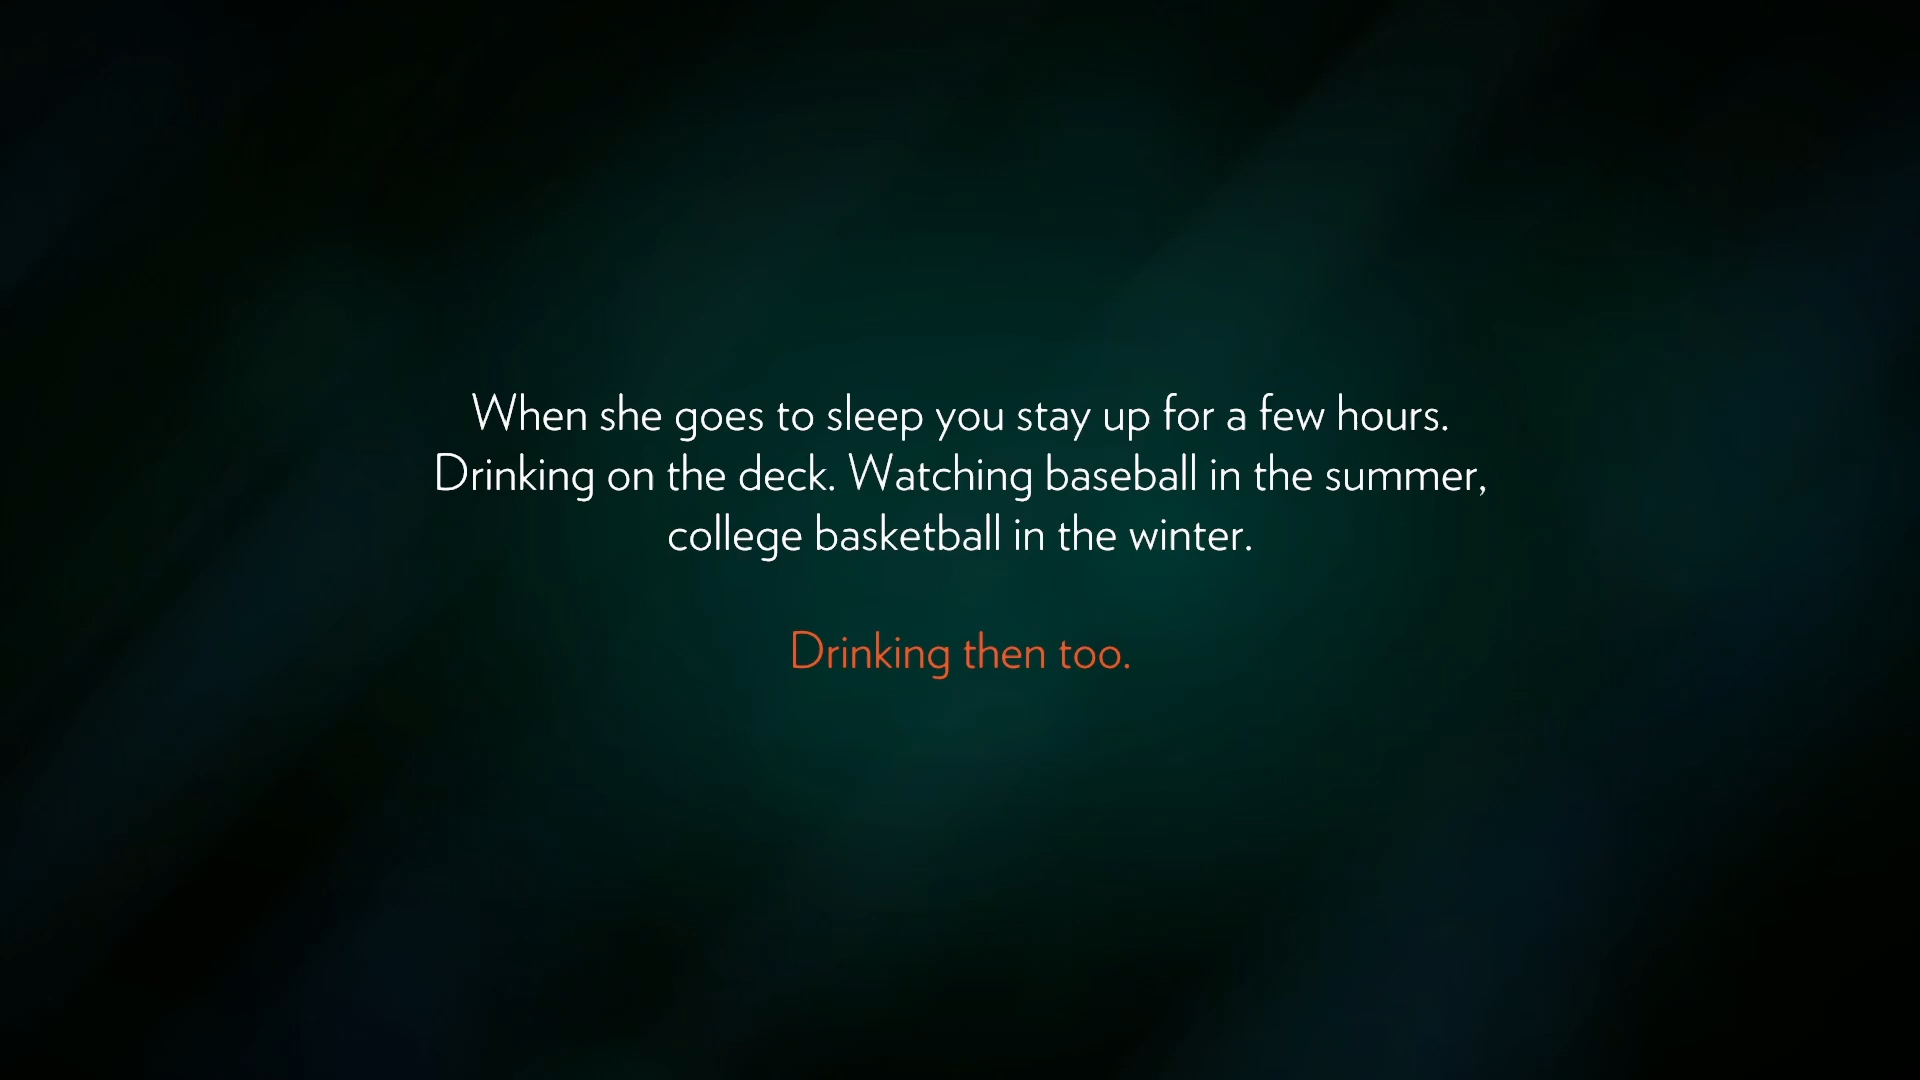 When she goes to sleep you stay up for a few hours.
Drinking on the deck. Watching baseball in the summer,
college basketball in the winter.
Drinking then too.